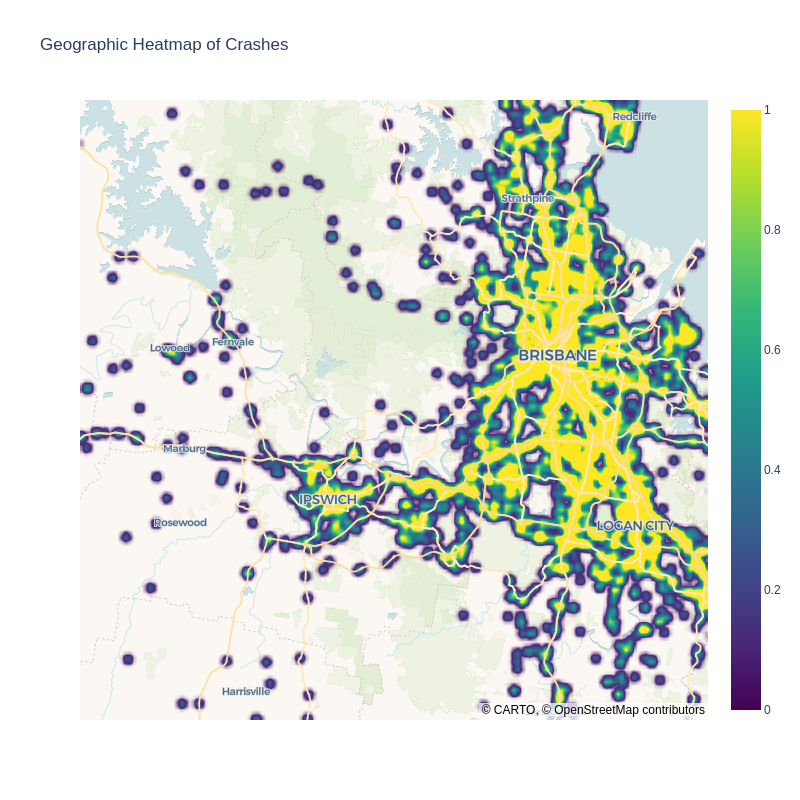 Geographic Heatmap of Crashes
Redcliffe
Strathpine
Lowood
Fernvale
BRISBANE
Marburg
IPSWICH
Rosewood
LOGAN CITY
Harrisville
© CARTO, © OpenStreetMap contributors
1
0.8
0.6
0.4
0.2
0